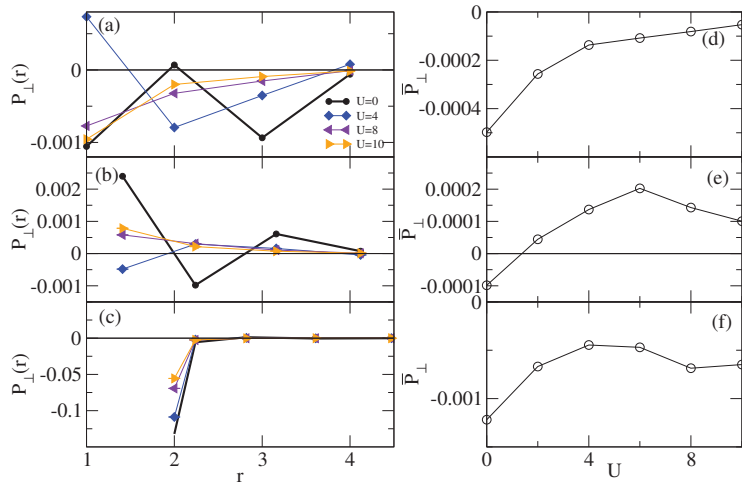 (a)
0
-0.001
P⊥(r)
U=0
U=4
U=8
U=10
(b)
0.002
0.001
0
-0.001
P⊥(r)
(c)
0
-0.05
-0.1
P⊥(r)
1 2 3 4
r
(d)
0
-0.0002
-0.0004
P̅⊥
(e)
0.0002
0.0001
0
-0.0001
P̅⊥
(f)
0
-0.001
P̅⊥
0 4 8
U